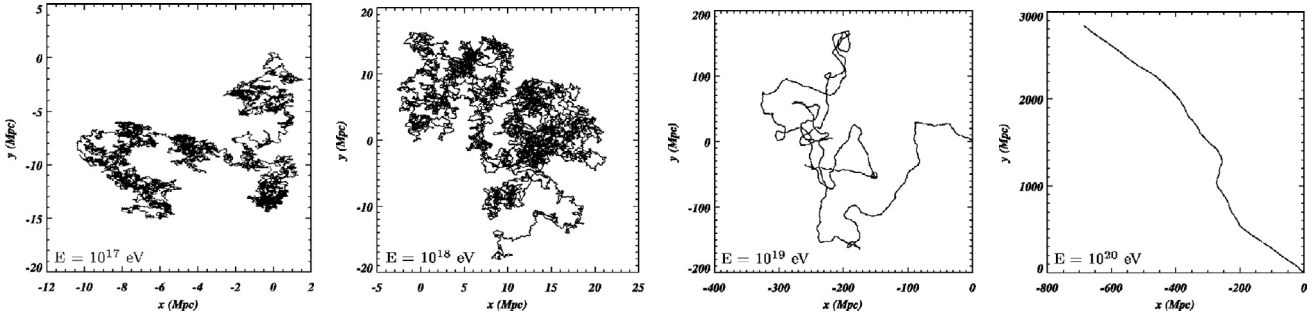 0
-5
-10
-15
-20
y (Mpc)
E = 10¹⁷ eV
-12 -10 -8 -6 -4 -2 0 2
x (Mpc)
20
10
0
-10
-20
y (Mpc)
E = 10¹⁸ eV
-5 0 5 10 15 20 25
x (Mpc)
200
100
0
-100
-200
y (Mpc)
E = 10¹⁹ eV
-400 -300 -200 -100 0
x (Mpc)
3000
2000
1000
0
y (Mpc)
E = 10²⁰ eV
-800 -600 -400 -200 0
x (Mpc)